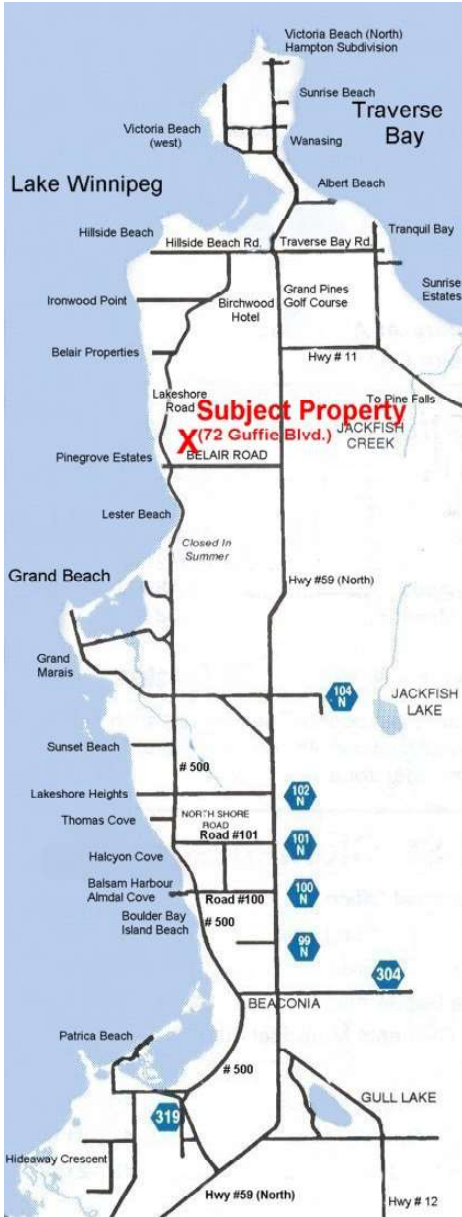 Victoria Beach (North)
Hampton Subdivision
Sunrise Beach
Traverse
Bay
Victoria Beach
(west)
Wanasing
Lake Winnipeg
Albert Beach
Hillside Beach
Hillside Beach Rd.
Traverse Bay Rd.
Tranquil Bay
Grand Pines
Golf Course
Sunrise
Estates
Ironwood Point
Birchwood
Hotel
Belair Properties
Hwy # 11
Lakeshore
Road
To Pine Falls
Subject Property
X (72 Guffie Blvd.)
JACKFISH
CREEK
Pinegrove Estates
BELAIR ROAD
Lester Beach
Closed In
Summer
Grand Beach
Hwy #59 (North)
Grand
Marais
104
N
JACKFISH
LAKE
Sunset Beach
# 500
Lakeshore Heights
102
N
Thomas Cove
NORTH SHORE
ROAD
Road #101
101
N
Halcyon Cove
Balsam Harbour
Almdal Cove
Road #100
100
N
Boulder Bay
Island Beach
# 500
99
N
304
BEACONIA
Patrica Beach
# 500
GULL LAKE
319
Hideaway Crescent
Hwy #59 (North)
Hwy # 12